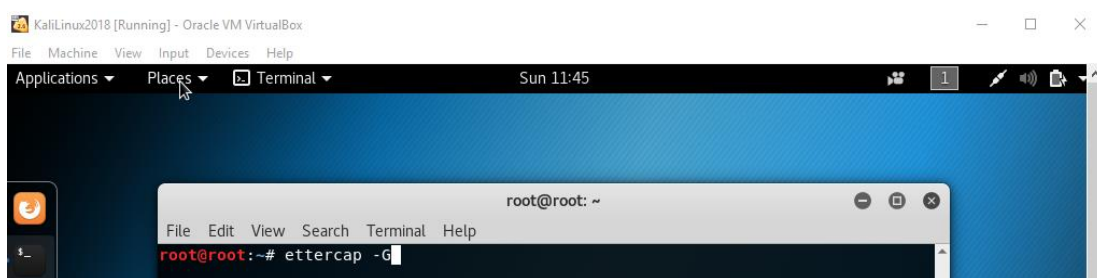 KaliLinux2018 [Running] - Oracle VM VirtualBox
File Machine View Input Devices Help
Applications Places Terminal Sun 11:45 1
root@root: ~
File Edit View Search Terminal Help
root@root:~# ettercap -G
$_